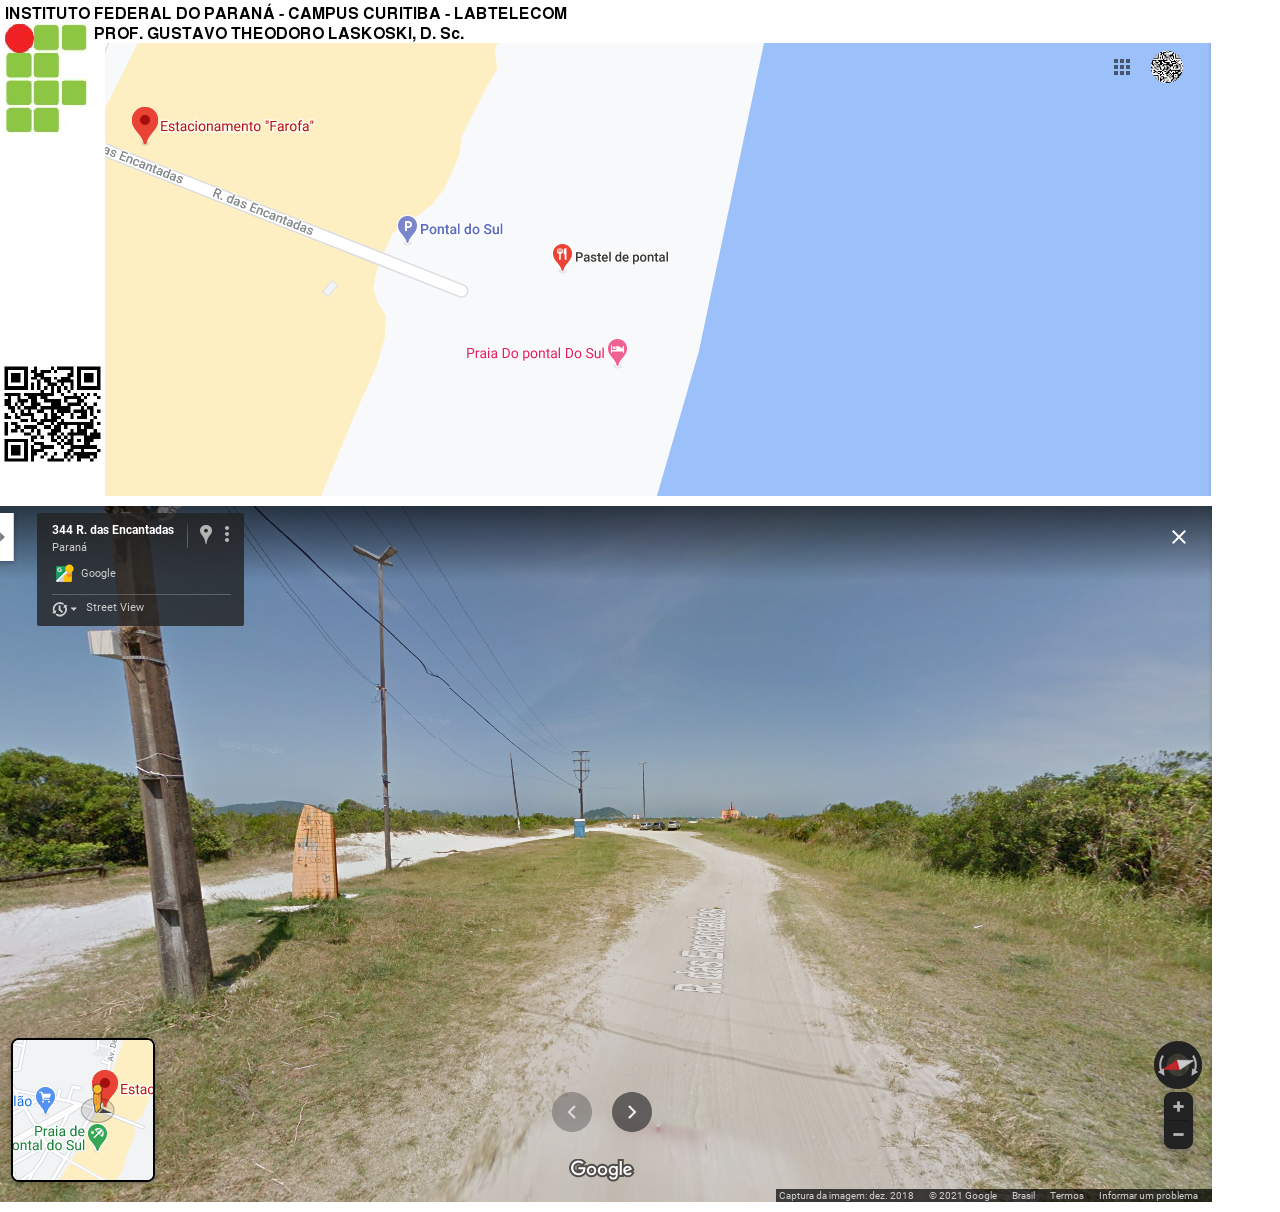 INSTITUTO FEDERAL DO PARANÁ - CAMPUS CURITIBA - LABTELECOM
PROF. GUSTAVO THEODORO LASKOSKI, D. Sc.
Estacionamento "Farofa"
as Encantadas
R. das Encantadas
P
Pontal do Sul
Pastel de pontal
Praia Do pontal Do Sul
344 R. das Encantadas
Paraná
Google
Street View
R. das Encantadas
Av. De
Estac
lão
Praia de
ontal do Sul
Google
Captura da imagem: dez. 2018 © 2021 Google Brasil Termos Informar um problema